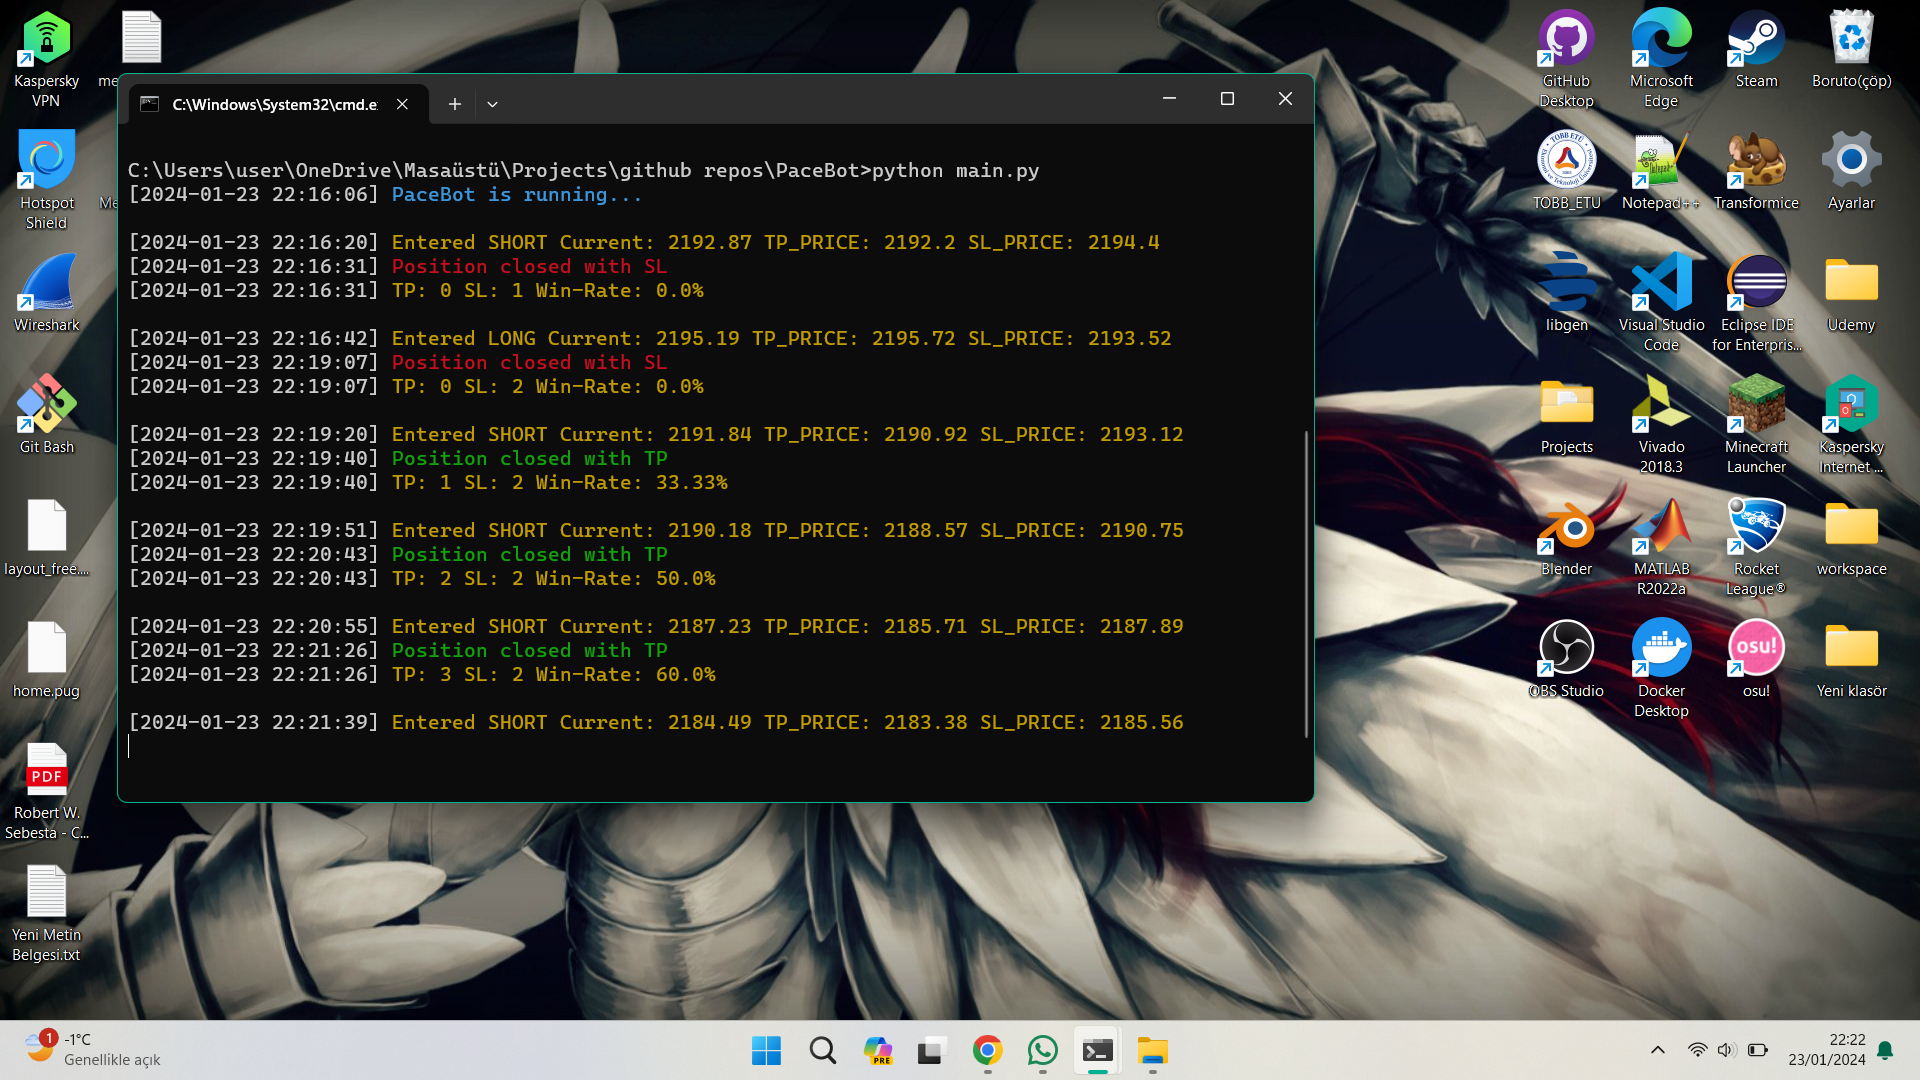 Kaspersky
VPN
me
Hotspot
Shield
Me
Wireshark
Git Bash
layout_free....
home.pug
PDF
Robert W.
Sebesta - C...
Yeni Metin
Belgesi.txt
C:\Windows\System32\cmd.e
C:\Users\user\OneDrive\Masaüstü\Projects\github repos\PaceBot>python main.py
[2024-01-23 22:16:06] PaceBot is running...
[2024-01-23 22:16:20] Entered SHORT Current: 2192.87 TP_PRICE: 2192.2 SL_PRICE: 2194.4
[2024-01-23 22:16:31] Position closed with SL
[2024-01-23 22:16:31] TP: 0 SL: 1 Win-Rate: 0.0%
[2024-01-23 22:16:42] Entered LONG Current: 2195.19 TP_PRICE: 2195.72 SL_PRICE: 2193.52
[2024-01-23 22:19:07] Position closed with SL
[2024-01-23 22:19:07] TP: 0 SL: 2 Win-Rate: 0.0%
[2024-01-23 22:19:20] Entered SHORT Current: 2191.84 TP_PRICE: 2190.92 SL_PRICE: 2193.12
[2024-01-23 22:19:40] Position closed with TP
[2024-01-23 22:19:40] TP: 1 SL: 2 Win-Rate: 33.33%
[2024-01-23 22:19:51] Entered SHORT Current: 2190.18 TP_PRICE: 2188.57 SL_PRICE: 2190.75
[2024-01-23 22:20:43] Position closed with TP
[2024-01-23 22:20:43] TP: 2 SL: 2 Win-Rate: 50.0%
[2024-01-23 22:20:55] Entered SHORT Current: 2187.23 TP_PRICE: 2185.71 SL_PRICE: 2187.89
[2024-01-23 22:21:26] Position closed with TP
[2024-01-23 22:21:26] TP: 3 SL: 2 Win-Rate: 60.0%
[2024-01-23 22:21:39] Entered SHORT Current: 2184.49 TP_PRICE: 2183.38 SL_PRICE: 2185.56
GitHub
Desktop
Microsoft
Edge
Steam
Boruto(çöp)
TOBB_ETU
Notepad++
Transformice
Ayarlar
libgen
Visual Studio
Code
Eclipse IDE
for Enterpris...
Udemy
Projects
Vivado
2018.3
Minecraft
Launcher
Kaspersky
Internet ...
Blender
MATLAB
R2022a
Rocket
League®
workspace
OBS Studio
Docker
Desktop
osu!
osu!
Yeni klasör
1
-1°C
Genellikle açık
PRE
22:22
23/01/2024